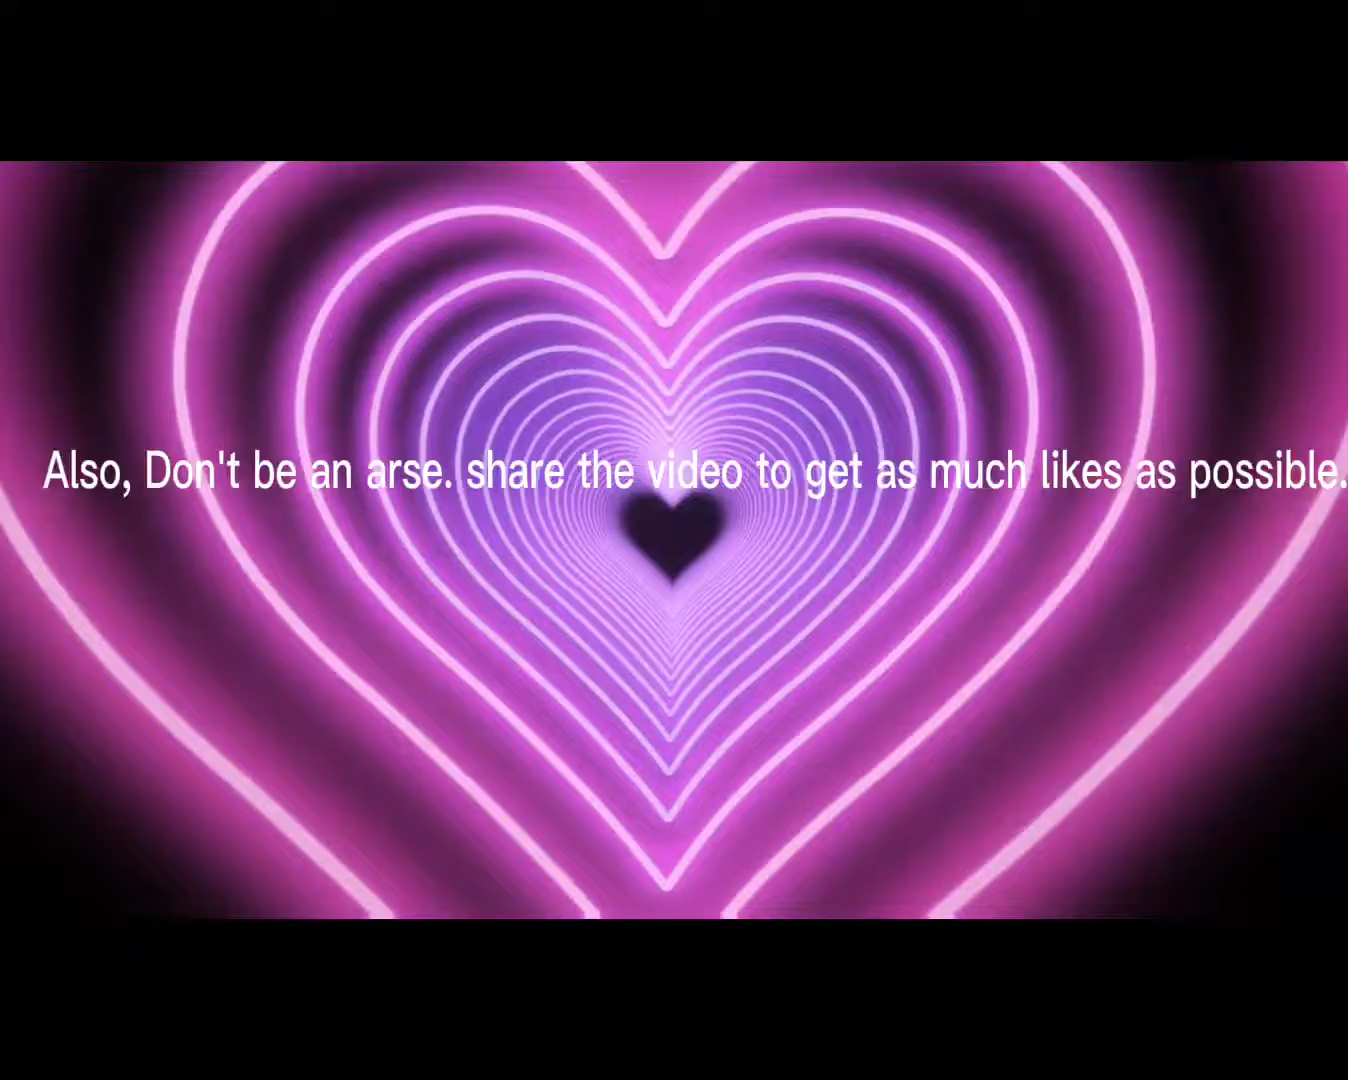 Also, Don't be an arse. share the video to get as much likes as possible.